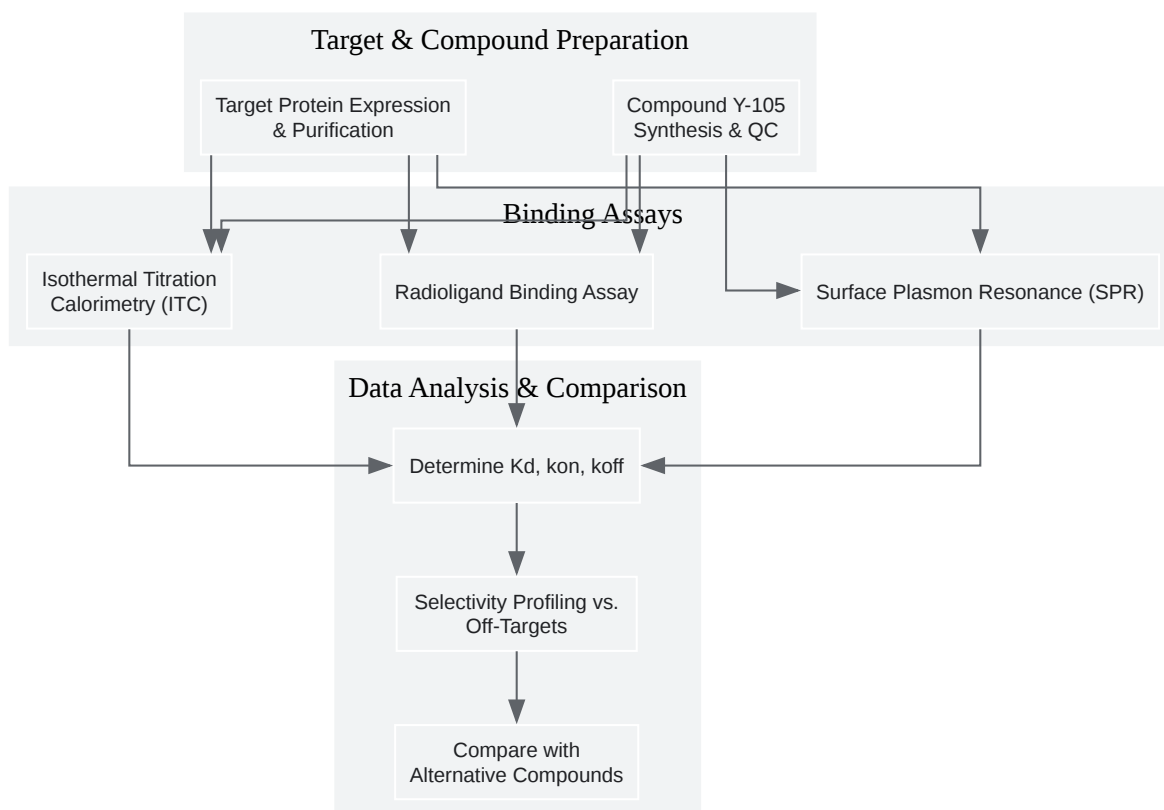 Target & Compound Preparation
Target Protein Expression
& Purification
Compound Y-105
Synthesis & QC
Binding Assays
Isothermal Titration
Calorimetry (ITC)
Radioligand Binding Assay
Surface Plasmon Resonance (SPR)
Data Analysis & Comparison
Determine Kd, kon, koff
Selectivity Profiling vs.
Off-Targets
Compare with
Alternative Compounds